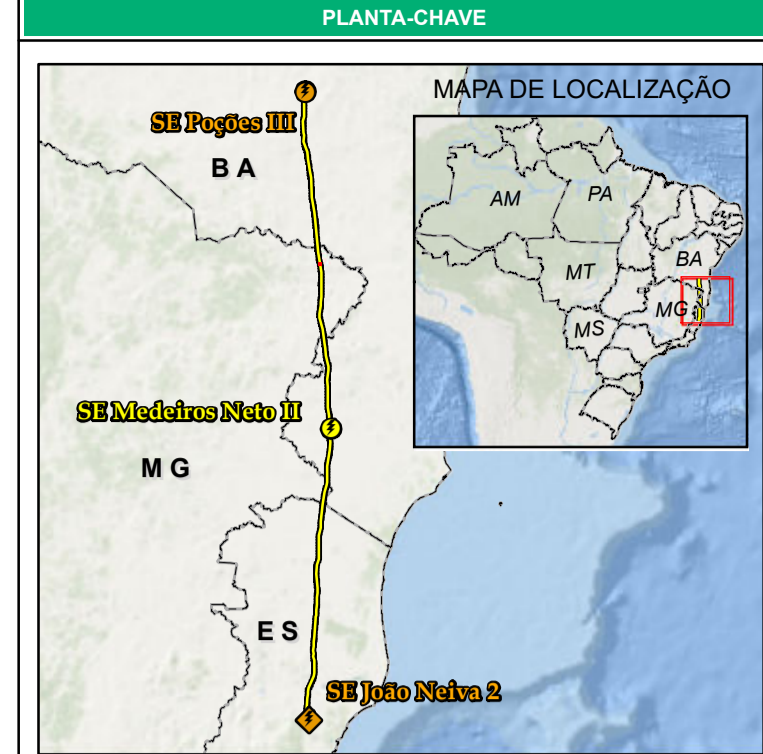 PLANTA-CHAVE
MAPA DE LOCALIZAÇÃO
SE Poções III
B A
AM
PA
BA
MT
MG
MS
SE Medeiros Neto II
M G
E S
SE João Neiva 2